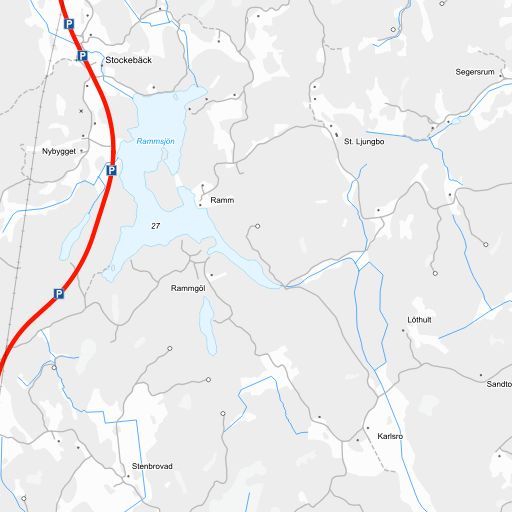 P
P
Stockebäck
Segersrum
Rammsjön
St. Ljungbo
Nybygget
P
Ramm
27
Rammgöl
P
Löthult
Sandto
Karlsro
Stenbrovad